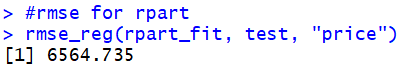 > #rmse for rpart
> rmse_reg(rpart_fit, test, "price")
[1] 6564.735